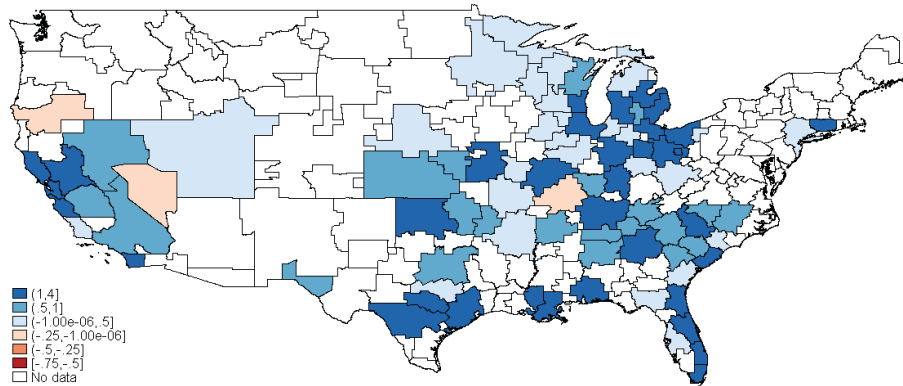 (1,4]
(.5,1]
(-1.00e-06,.5]
(-.25,-1.00e-06]
(-.5,-.25]
[-.75,-.5]
No data